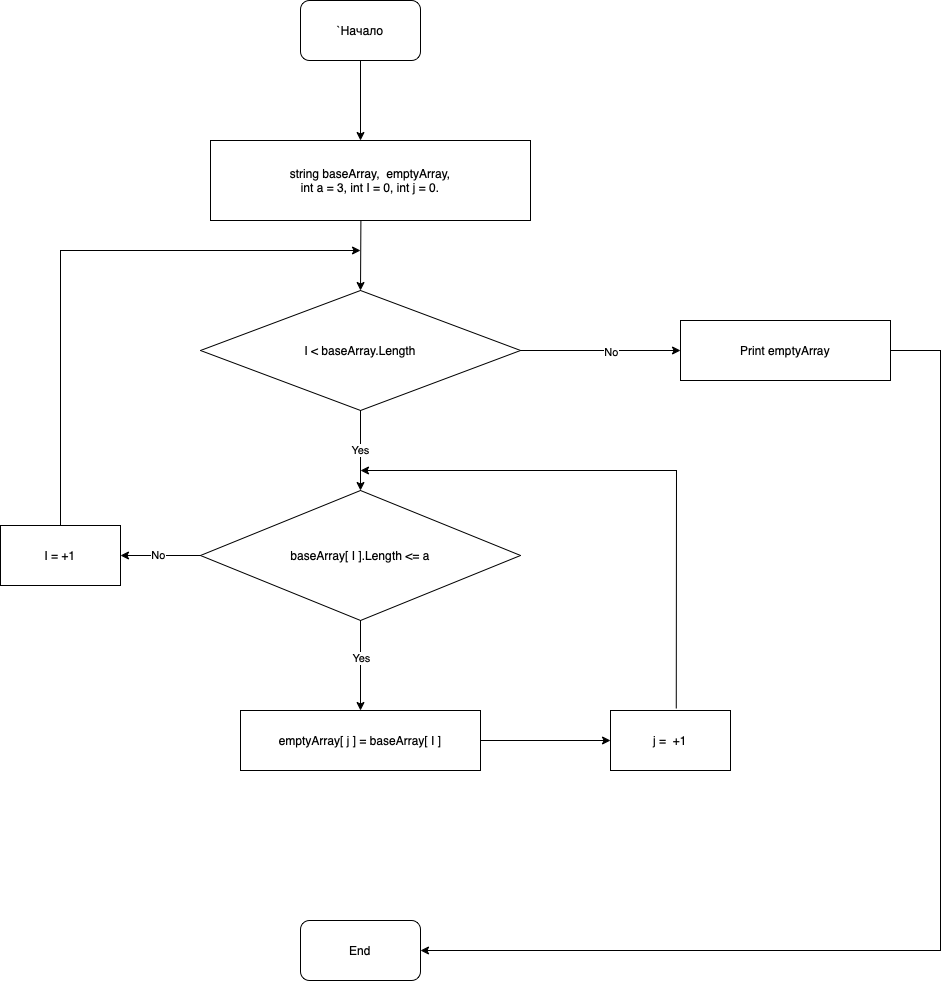 `Начало
string baseArray,  emptyArray,
int a = 3, int I = 0, int j = 0.
I < baseArray.Length
No
Print emptyArray
Yes
baseArray[ I ].Length <= a
No
I = +1
Yes
emptyArray[ j ] = baseArray[ I ]
j =  +1
End